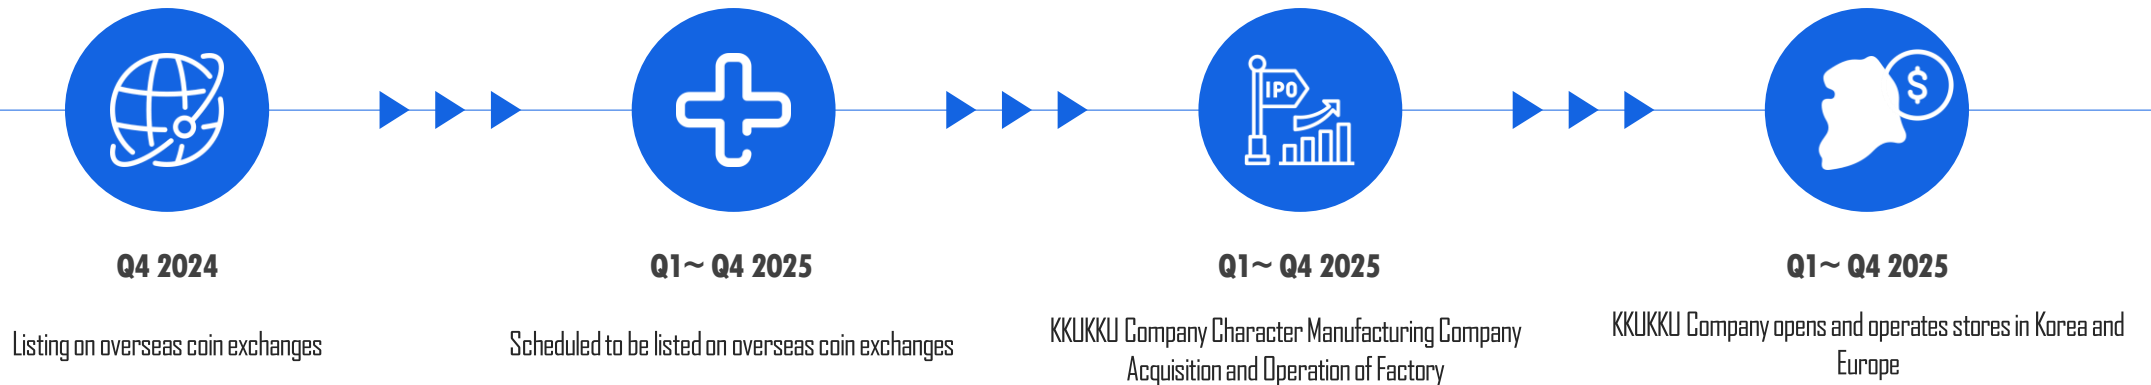 IPO
$
Q4 2024
Listing on overseas coin exchanges
Q1~ Q4 2025
Scheduled to be listed on overseas coin exchanges
Q1~ Q4 2025
KKUKKU Company Character Manufacturing Company
Acquisition and Operation of Factory
Q1~ Q4 2025
KKUKKU Company opens and operates stores in Korea and
Europe